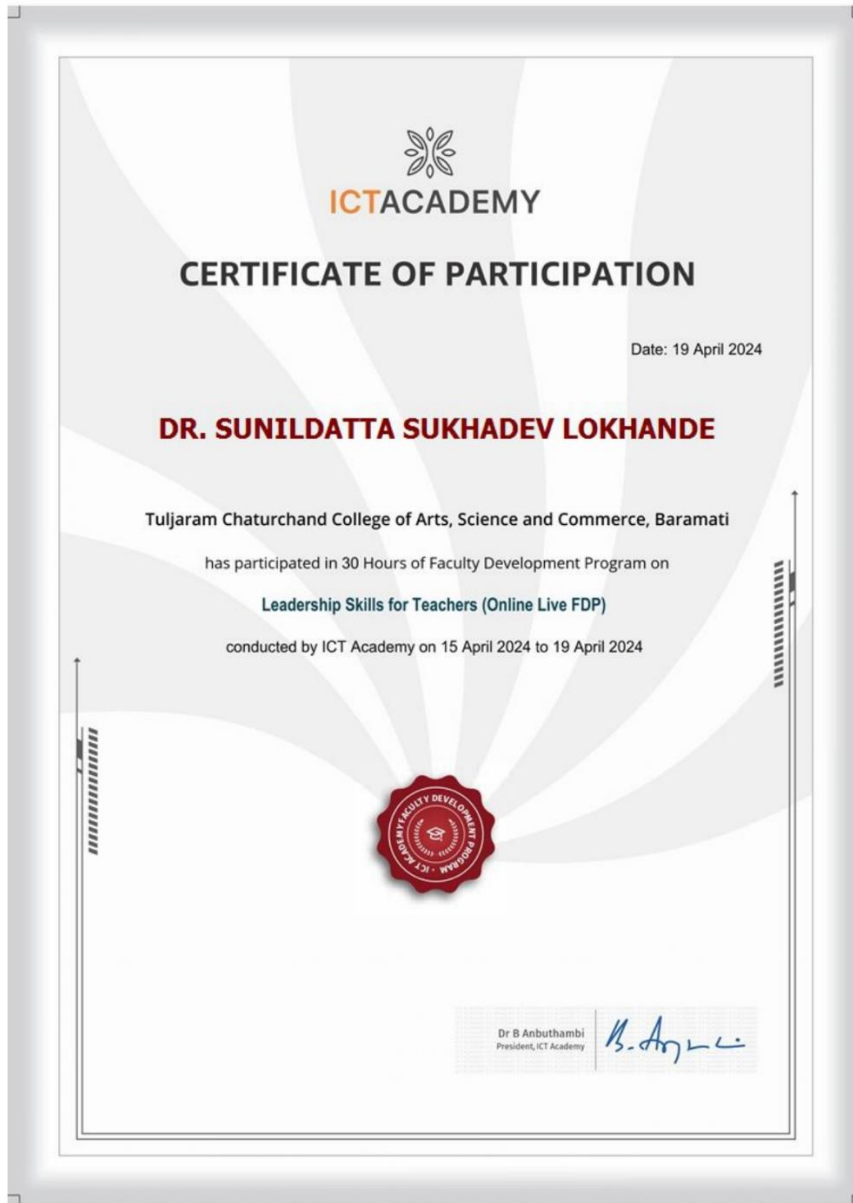 ICTACADEMY
CERTIFICATE OF PARTICIPATION
Date: 19 April 2024
DR. SUNILDATTA SUKHADEV LOKHANDE
Tuljaram Chaturchand College of Arts, Science and Commerce, Baramati
has participated in 30 Hours of Faculty Development Program on
Leadership Skills for Teachers (Online Live FDP)
conducted by ICT Academy on 15 April 2024 to 19 April 2024
FACULTY DEVELOPMENT PROGRAM · ICT ACADEMY
Dr B Anbuthambi
President, ICT Academy